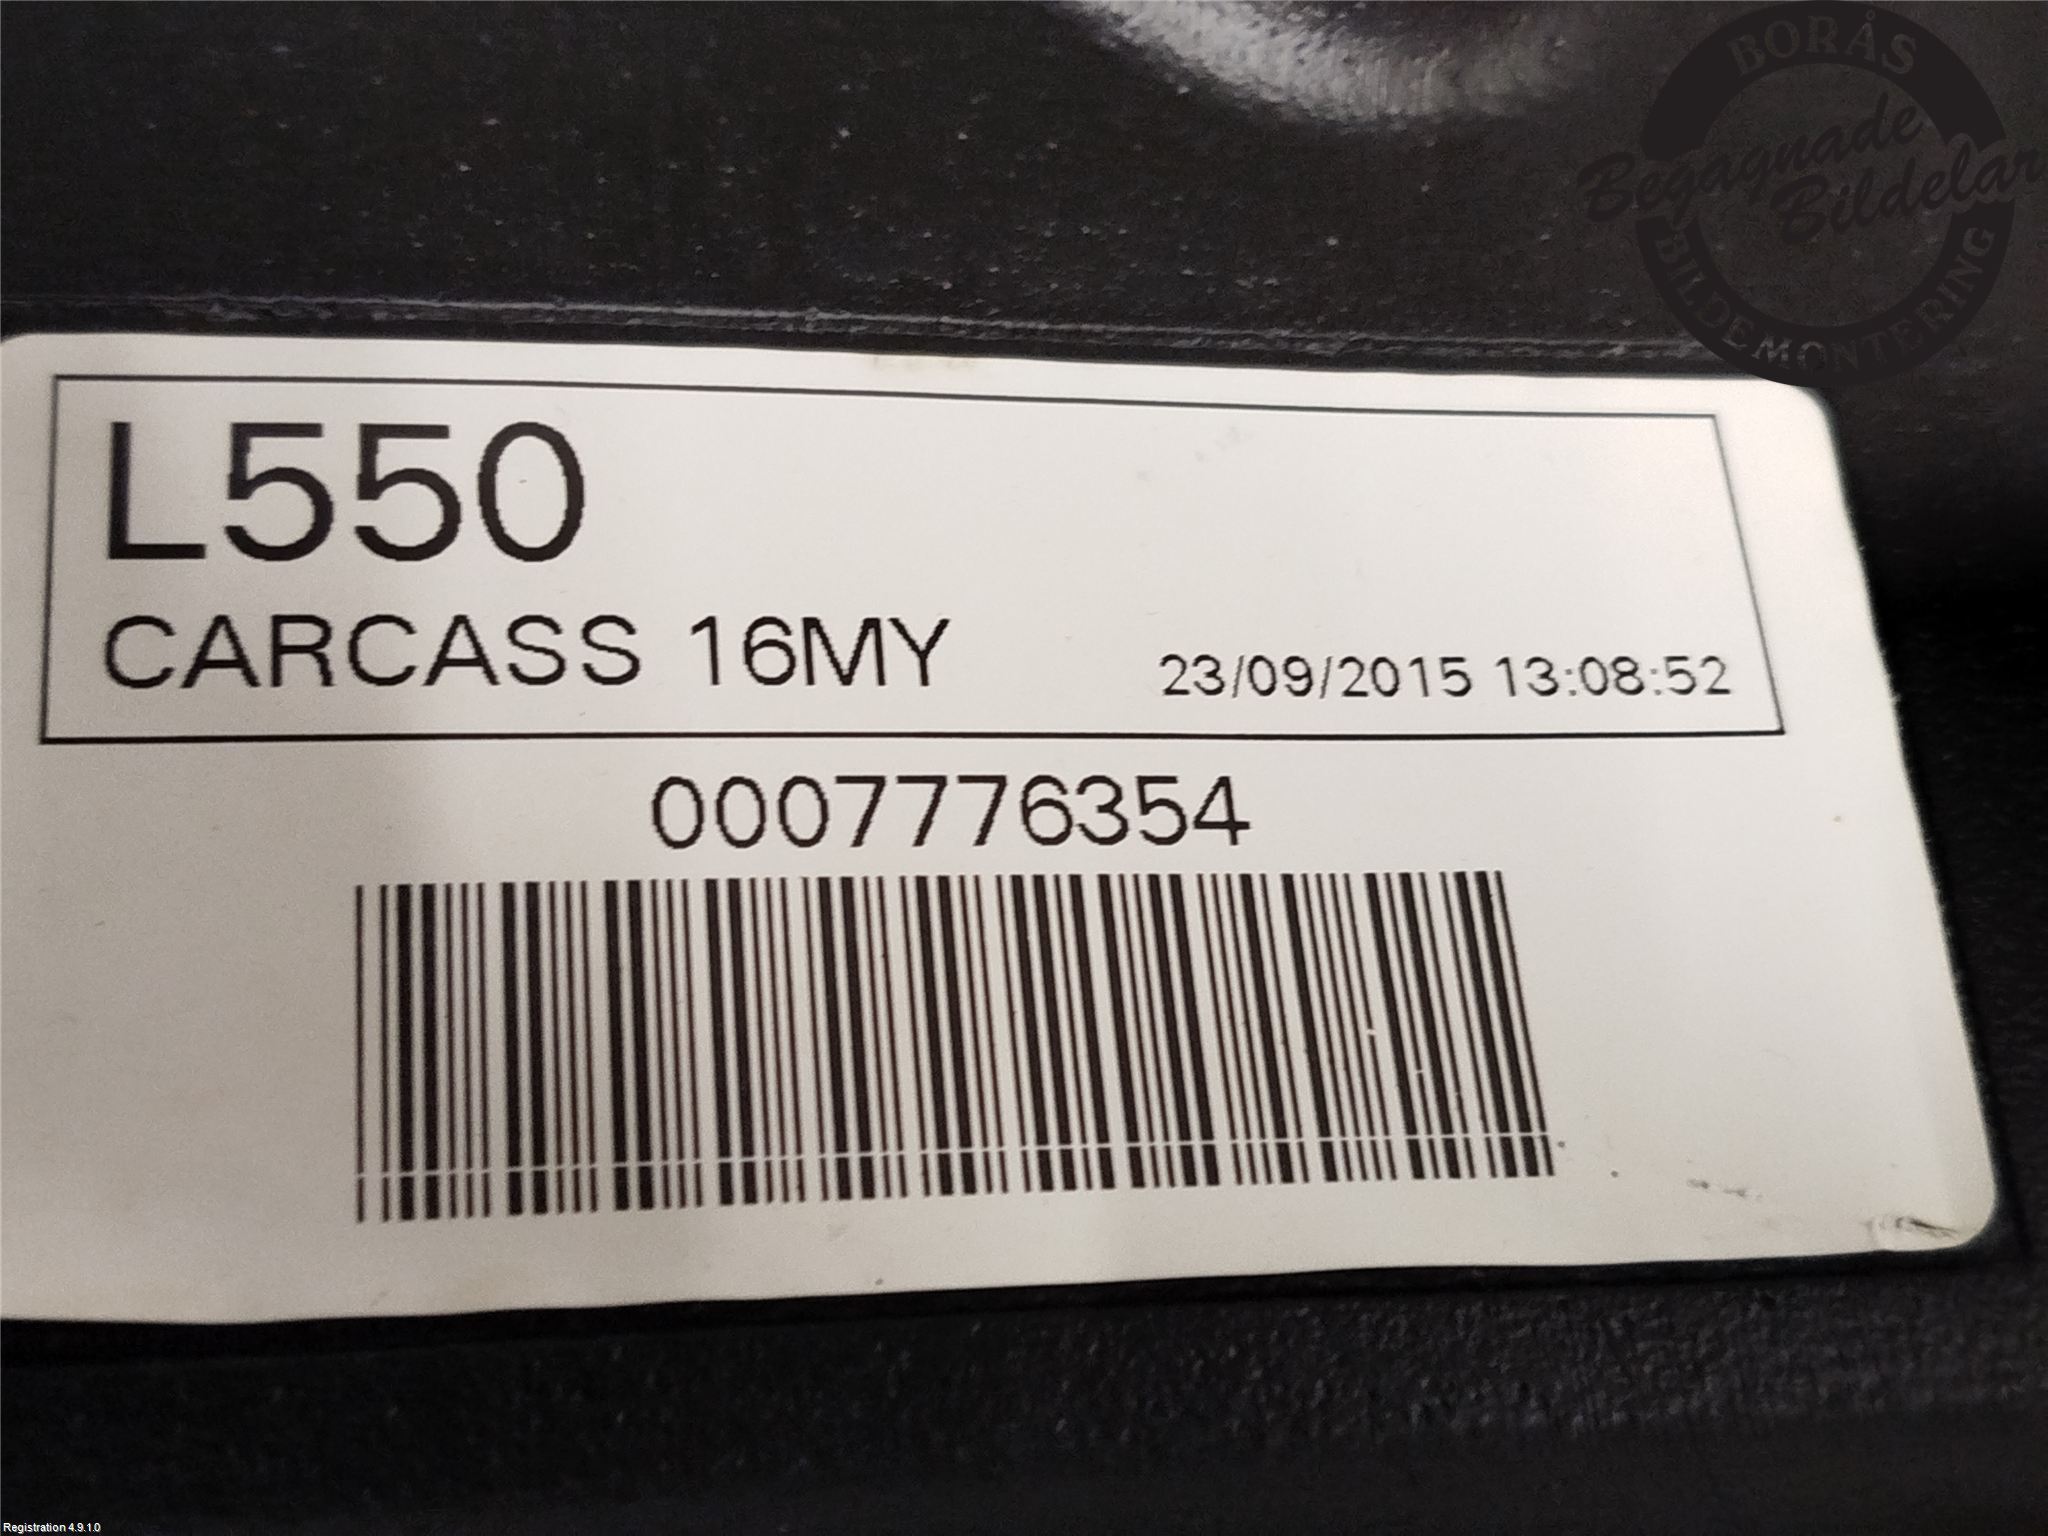 BORÅS
Begagnade
Bildelar
BILDEMONTERING
L550
CARCASS 16MY
23/09/2015 13:08:52
0007776354
Registration 4.9.1.0